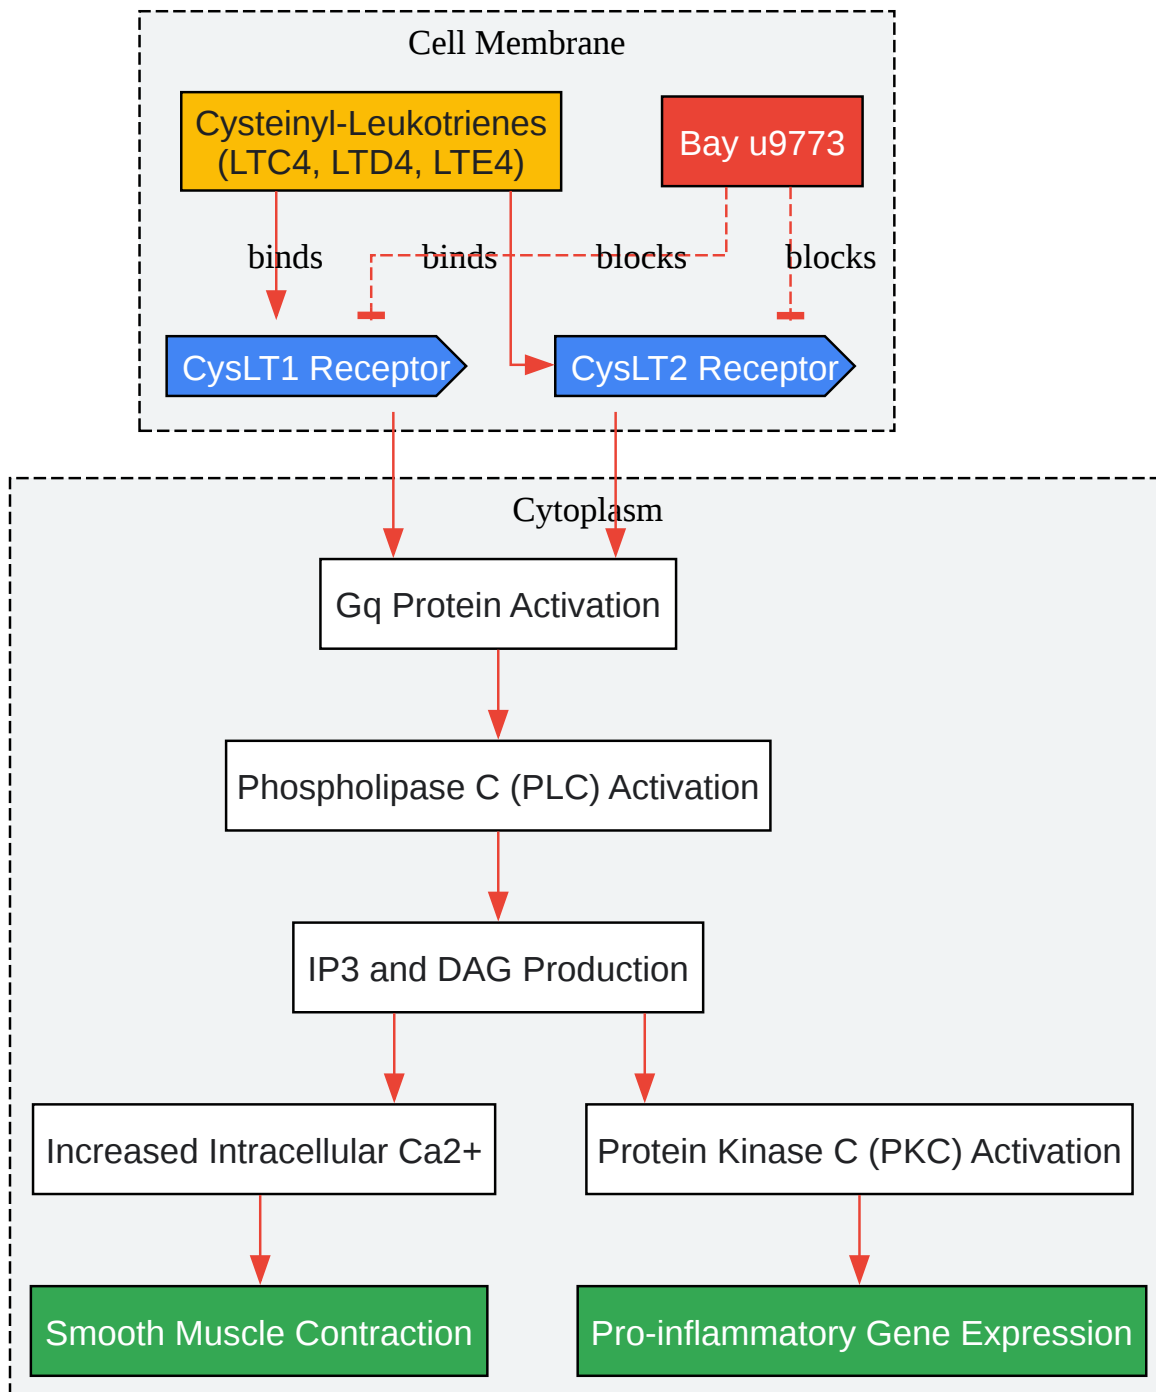 Cell Membrane
Cysteinyl-Leukotrienes
(LTC4, LTD4, LTE4)
Bay u9773
binds
binds
blocks
blocks
CysLT1 Receptor
CysLT2 Receptor
Cytoplasm
Gq Protein Activation
Phospholipase C (PLC) Activation
IP3 and DAG Production
Increased Intracellular Ca2+
Protein Kinase C (PKC) Activation
Smooth Muscle Contraction
Pro-inflammatory Gene Expression